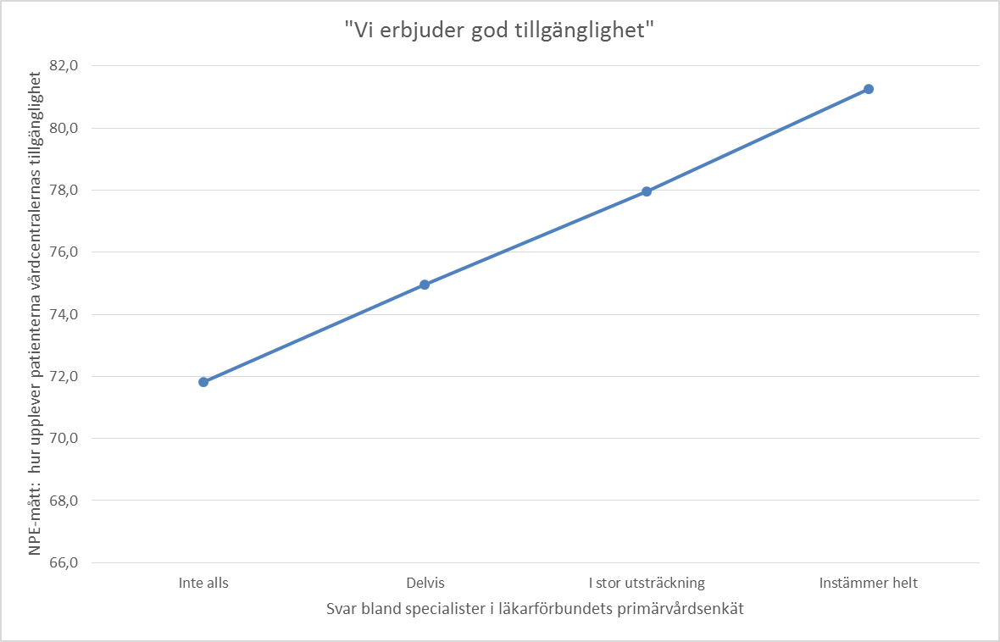 "Vi erbjuder god tillgänglighet"
NPE-mått:  hur upplever patienterna vårdcentralernas tillgänglighet
82,0
80,0
78,0
76,0
74,0
72,0
70,0
68,0
66,0
Inte alls
Delvis
I stor utsträckning
Instämmer helt
Svar bland specialister i läkarförbundets primärvårdsenkät